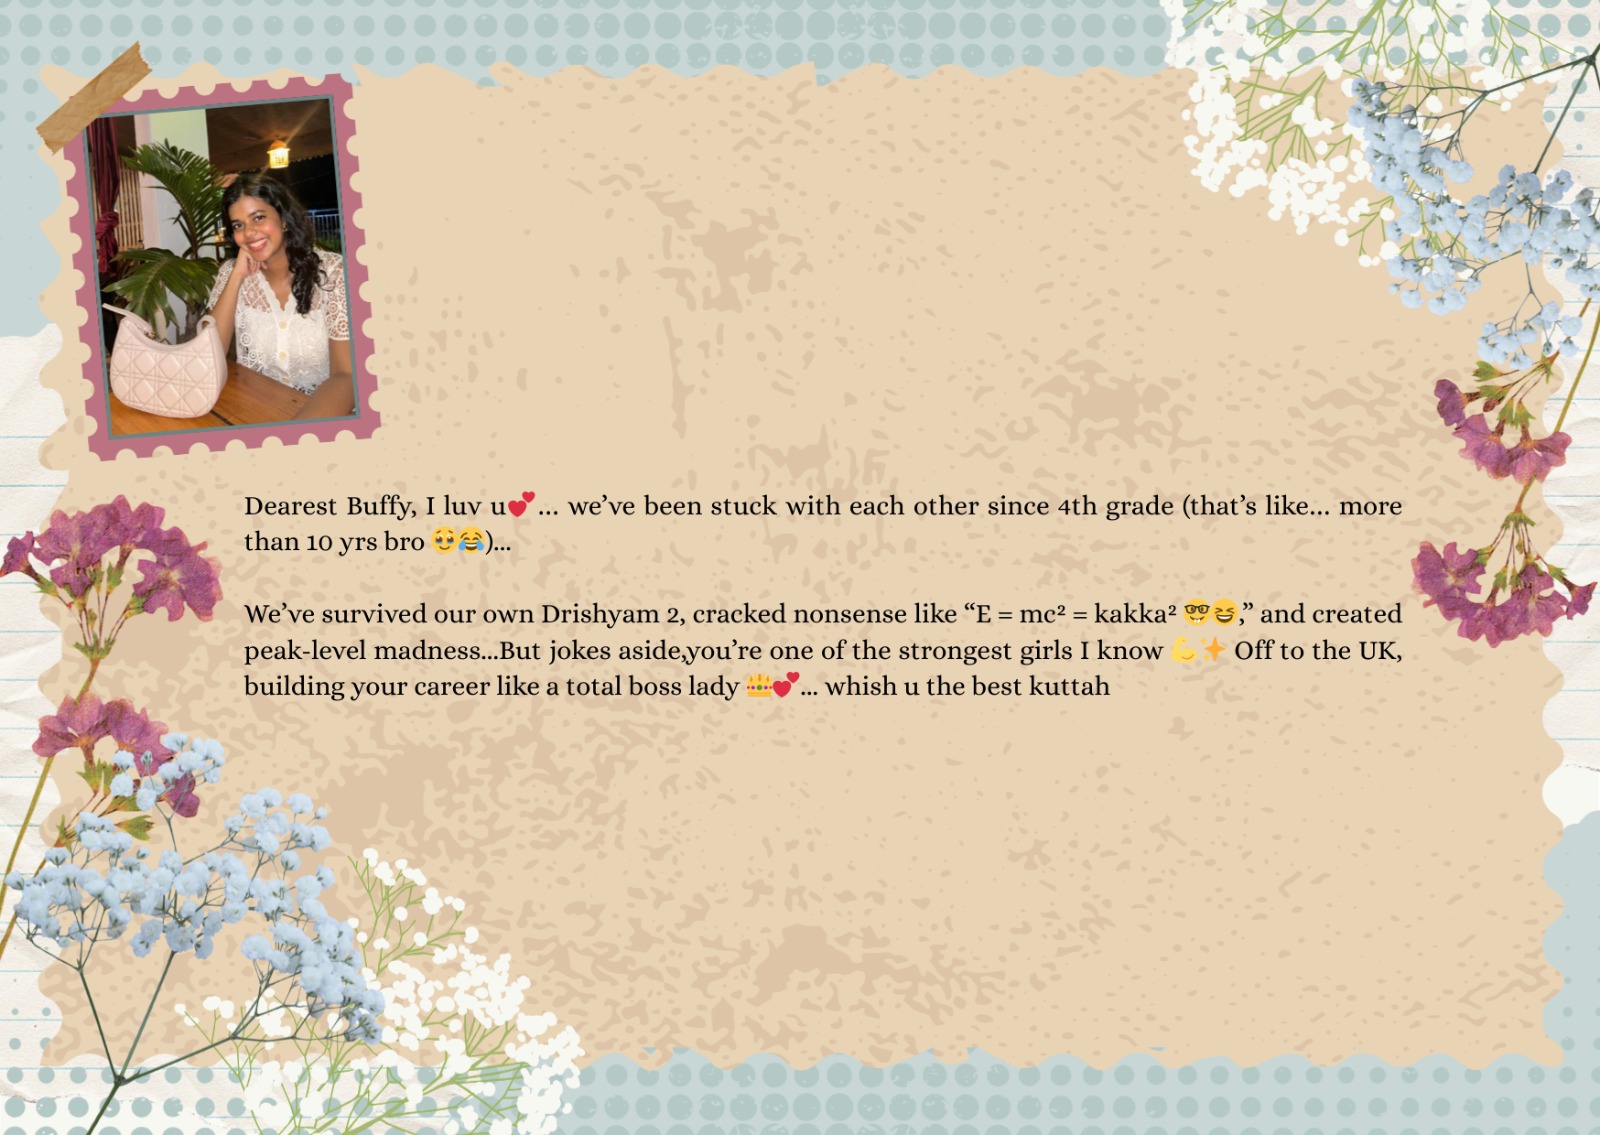 Dearest Buffy, I luv u💕... we’ve been stuck with each other since 4th grade (that’s like... more
than 10 yrs bro 🥹😂)...
We’ve survived our own Drishyam 2, cracked nonsense like “E = mc² = kakka² 🤓😆,” and created
peak-level madness...But jokes aside,you’re one of the strongest girls I know 💪✨ Off to the UK,
building your career like a total boss lady 👑💕... whish u the best kuttah